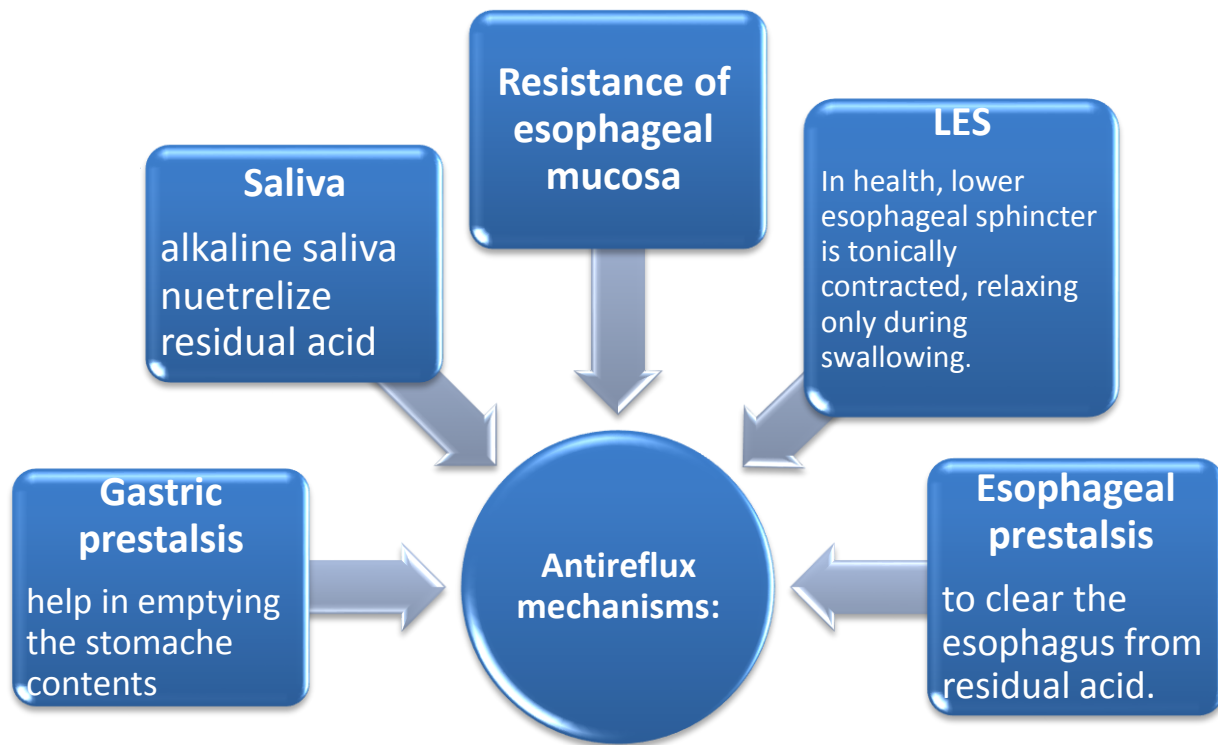 Gastric
prestalsis
help in emptying
the stomache
contents
Saliva
alkaline saliva
nuetrelize
residual acid
Resistance of
esophageal
mucosa
LES
In health, lower
esophageal sphincter
is tonically
contracted, relaxing
only during
swallowing.
Esophageal
prestalsis
to clear the
esophagus from
residual acid.
Antireflux
mechanisms: